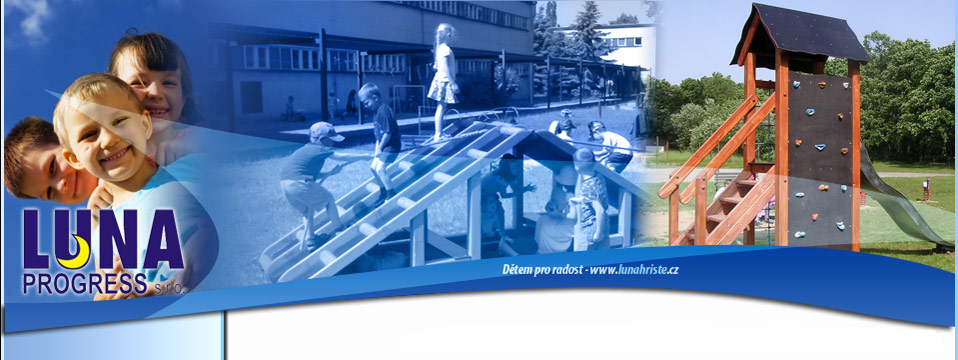 LUNA
PROGRESS s.r.o.
Dětem pro radost - www.lunahriste.cz